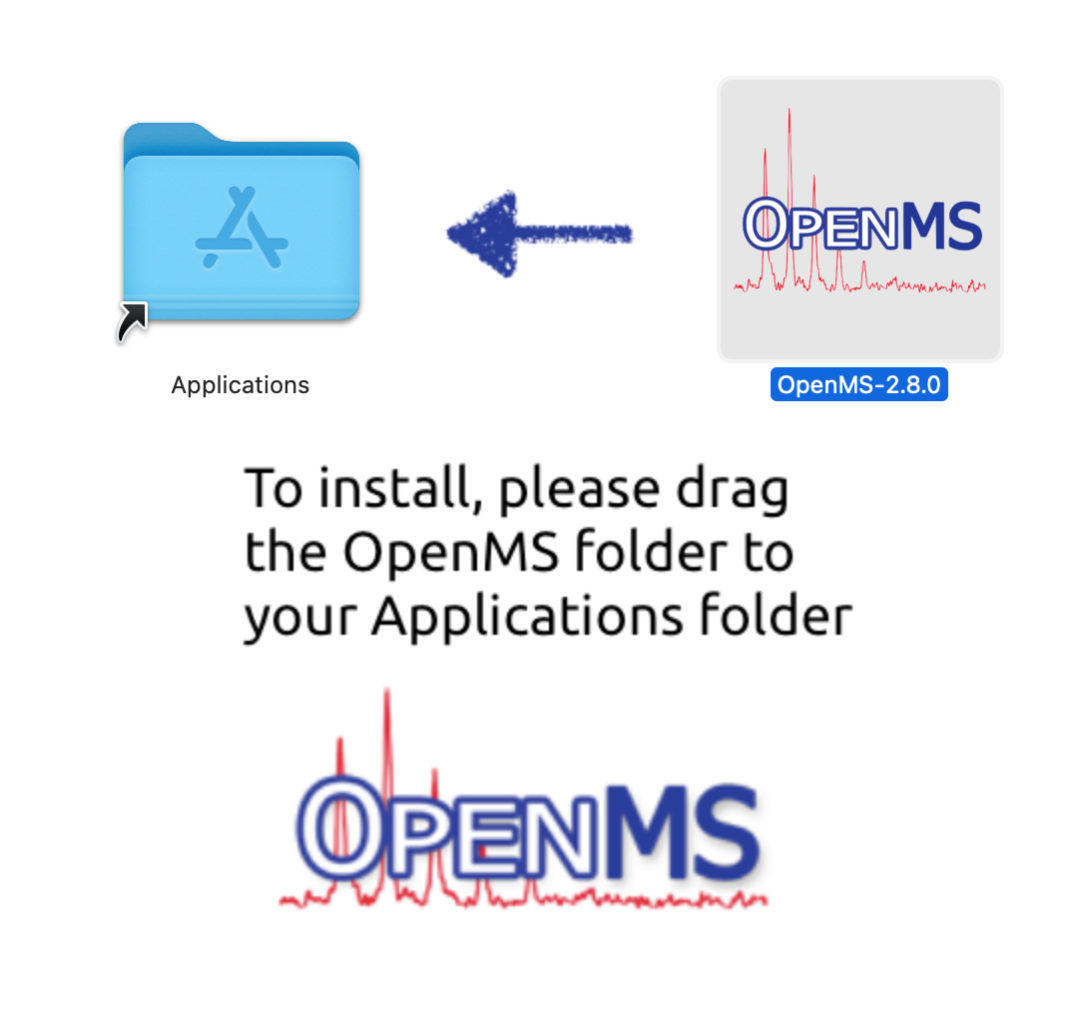 OPENMS
Applications
OpenMS-2.8.0
To install, please drag
the OpenMS folder to
your Applications folder
OPENMS